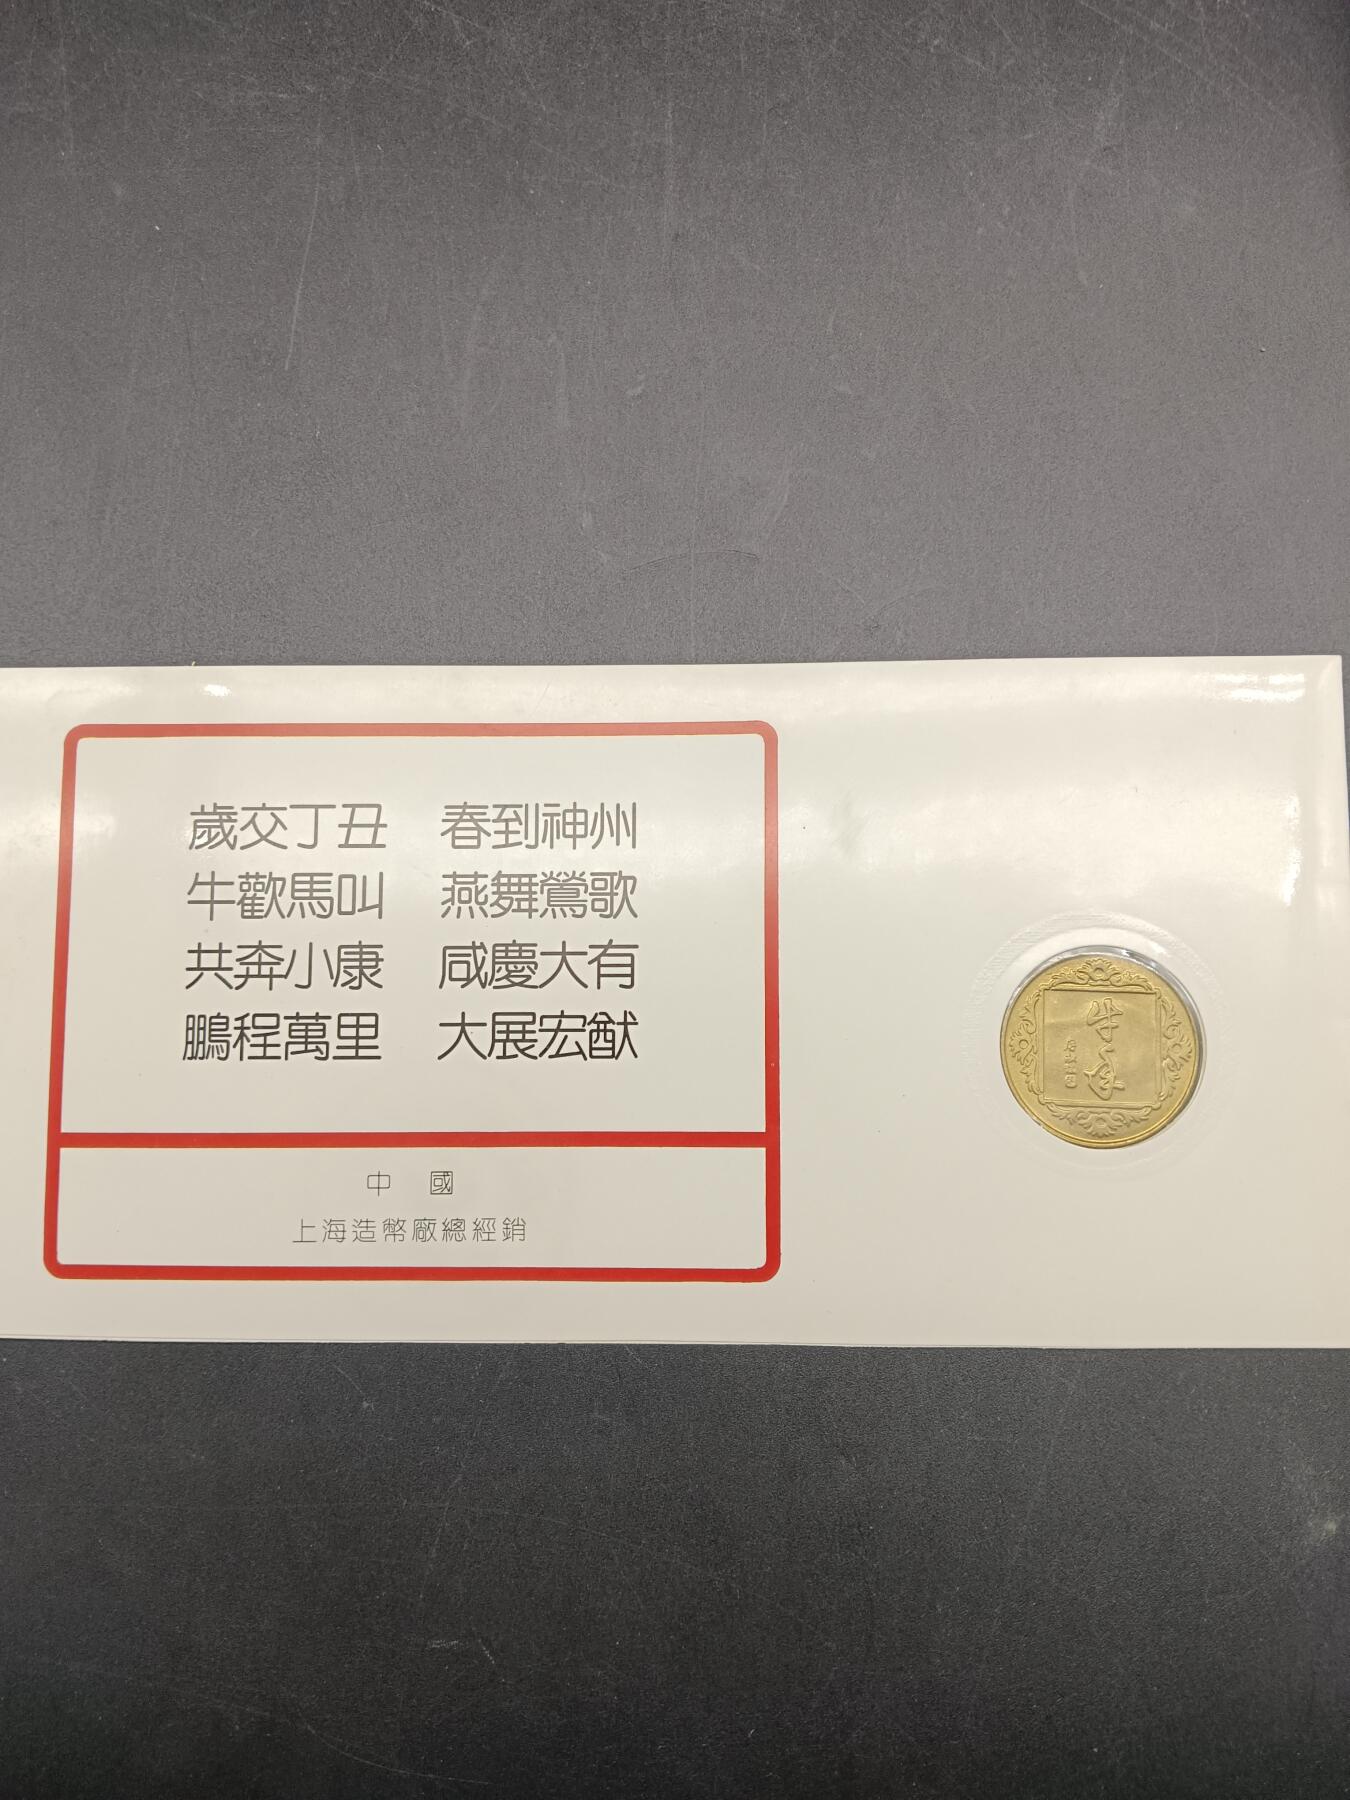 歲交丁丑 春到神州
牛歡馬叫 燕舞鶯歌
共奔小康 咸慶大有
鵬程萬里 大展宏猷
中國
上海造幣廠總經銷
牛年